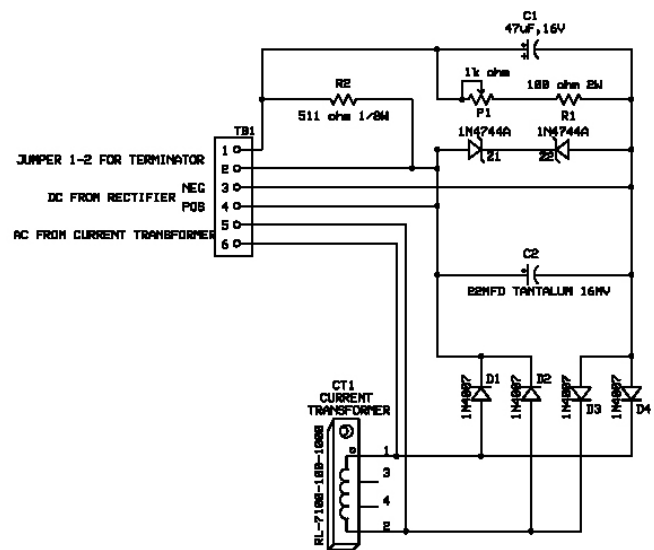 C1
47uF,16V
1k ohm
P1
100 ohm 2W
R1
R2
511 ohm 1/8W
1N4744A
Z1
1N4744A
Z2
TB1
1
2
3
4
5
6
JUMPER 1-2 FOR TERMINATOR
NEG
DC FROM RECTIFIER
POS
AC FROM CURRENT TRANSFORMER
C2
22MFD TANTALUM 16MV
1N4007
D1
1N4007
D2
1N4007
D3
1N4007
D4
CT1
CURRENT
TRANSFORMER
RL-7100-100-1000
1
3
4
2